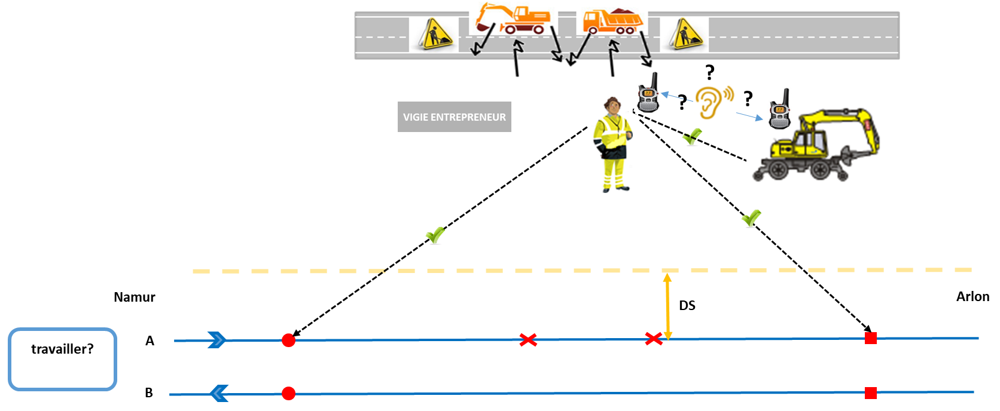 ?
?
?
VIGIE ENTREPRENEUR
Namur
Arlon
DS
A
travailler?
B